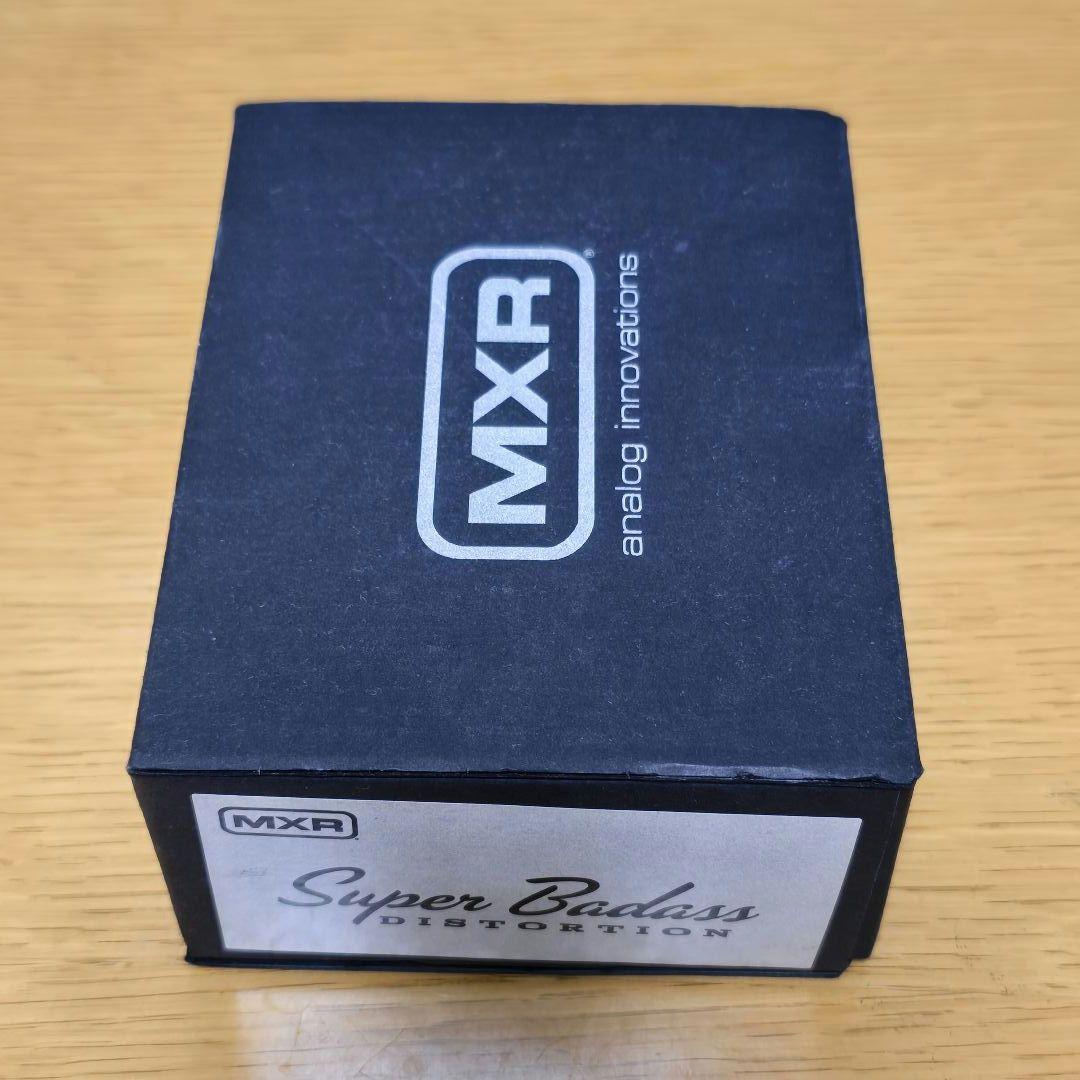 MXR®
analog innovations
MXR
Super Badass
DISTORTION